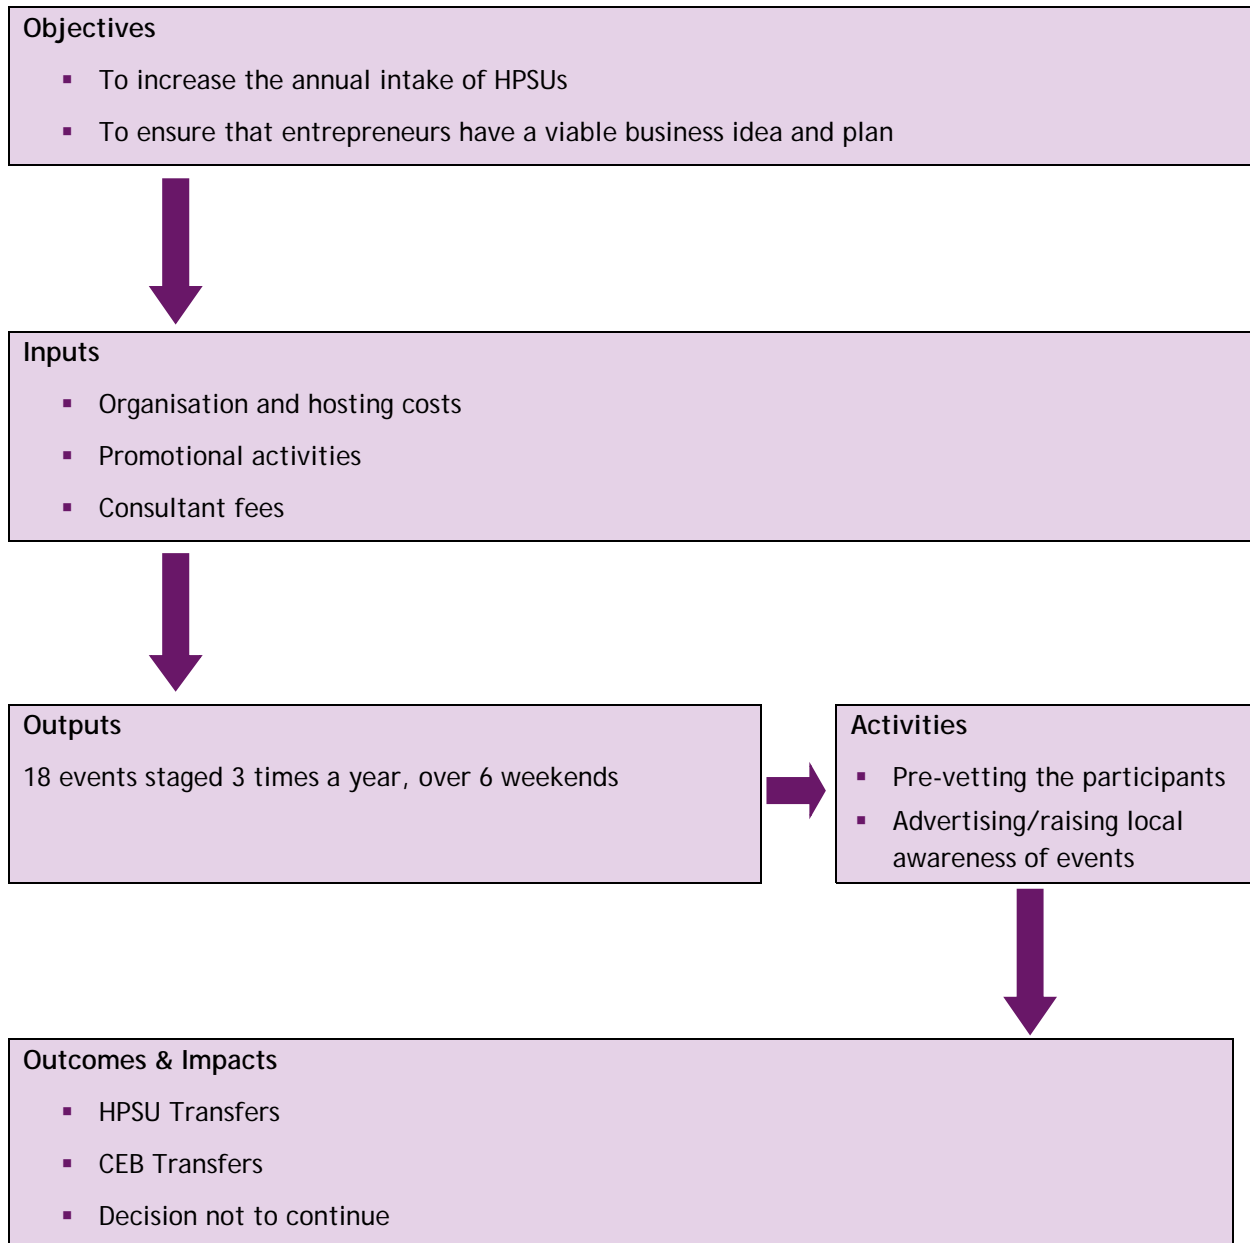 Objectives
▪ To increase the annual intake of HPSUs
▪ To ensure that entrepreneurs have a viable business idea and plan
Inputs
▪ Organisation and hosting costs
▪ Promotional activities
▪ Consultant fees
Outputs
18 events staged 3 times a year, over 6 weekends
Activities
▪ Pre-vetting the participants
▪ Advertising/raising local
awareness of events
Outcomes & Impacts
▪ HPSU Transfers
▪ CEB Transfers
▪ Decision not to continue